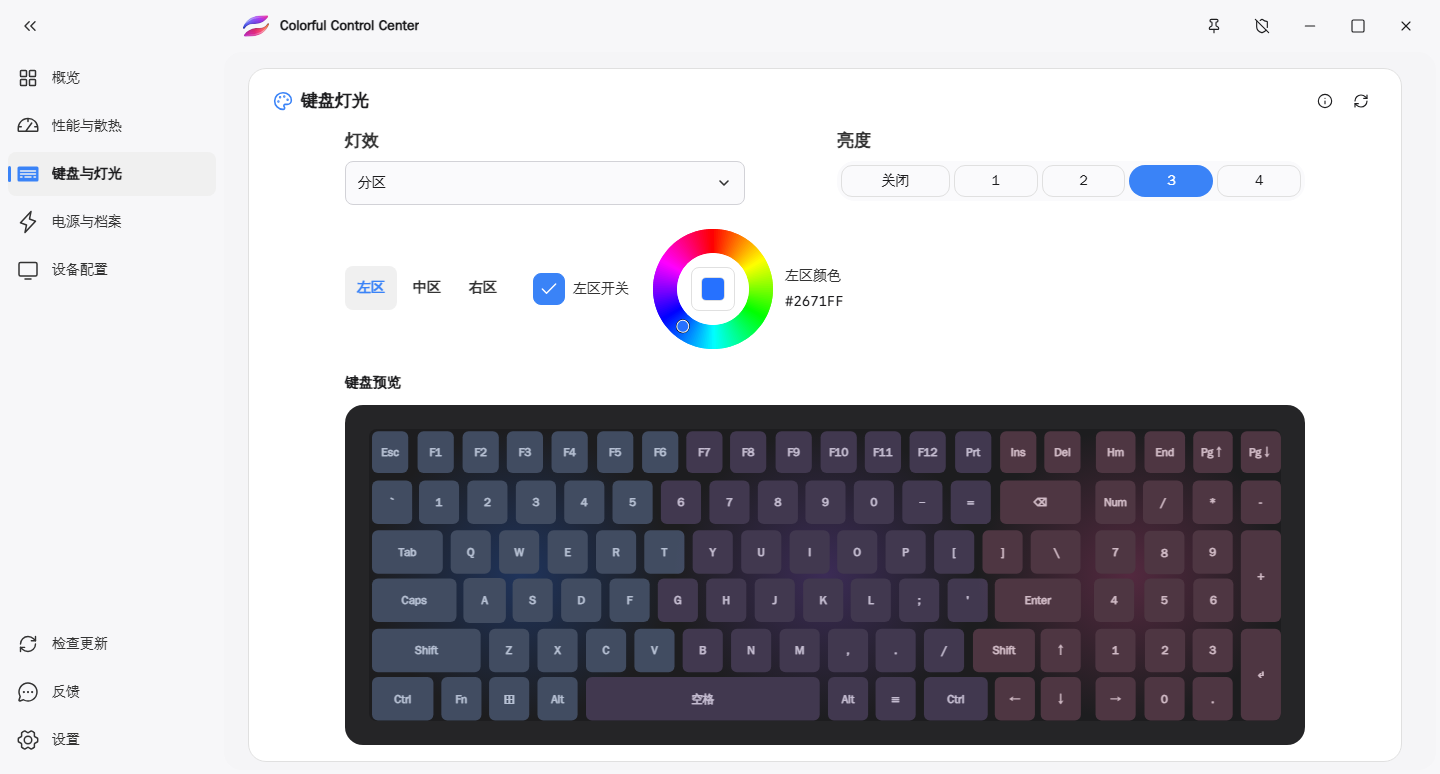 Colorful Control Center
概览
性能与散热
键盘与灯光
电源与档案
设备配置
检查更新
反馈
设置
键盘灯光
灯效
分区
亮度
关闭 1 2 3 4
左区 中区 右区
左区开关
左区颜色
#2671FF
键盘预览
Esc F1 F2 F3 F4 F5 F6 F7 F8 F9 F10 F11 F12 Prt Ins Del Hm End Pg↑ Pg↓
` 1 2 3 4 5 6 7 8 9 0 − = ⌫ Num / * -
Tab Q W E R T Y U I O P [ ] \ 7 8 9 +
Caps A S D F G H J K L ; ' Enter 4 5 6
Shift Z X C V B N M , . / Shift ↑ 1 2 3 ↲
Ctrl Fn ⊞ Alt 空格 Alt ≡ Ctrl ← ↓ → 0 .